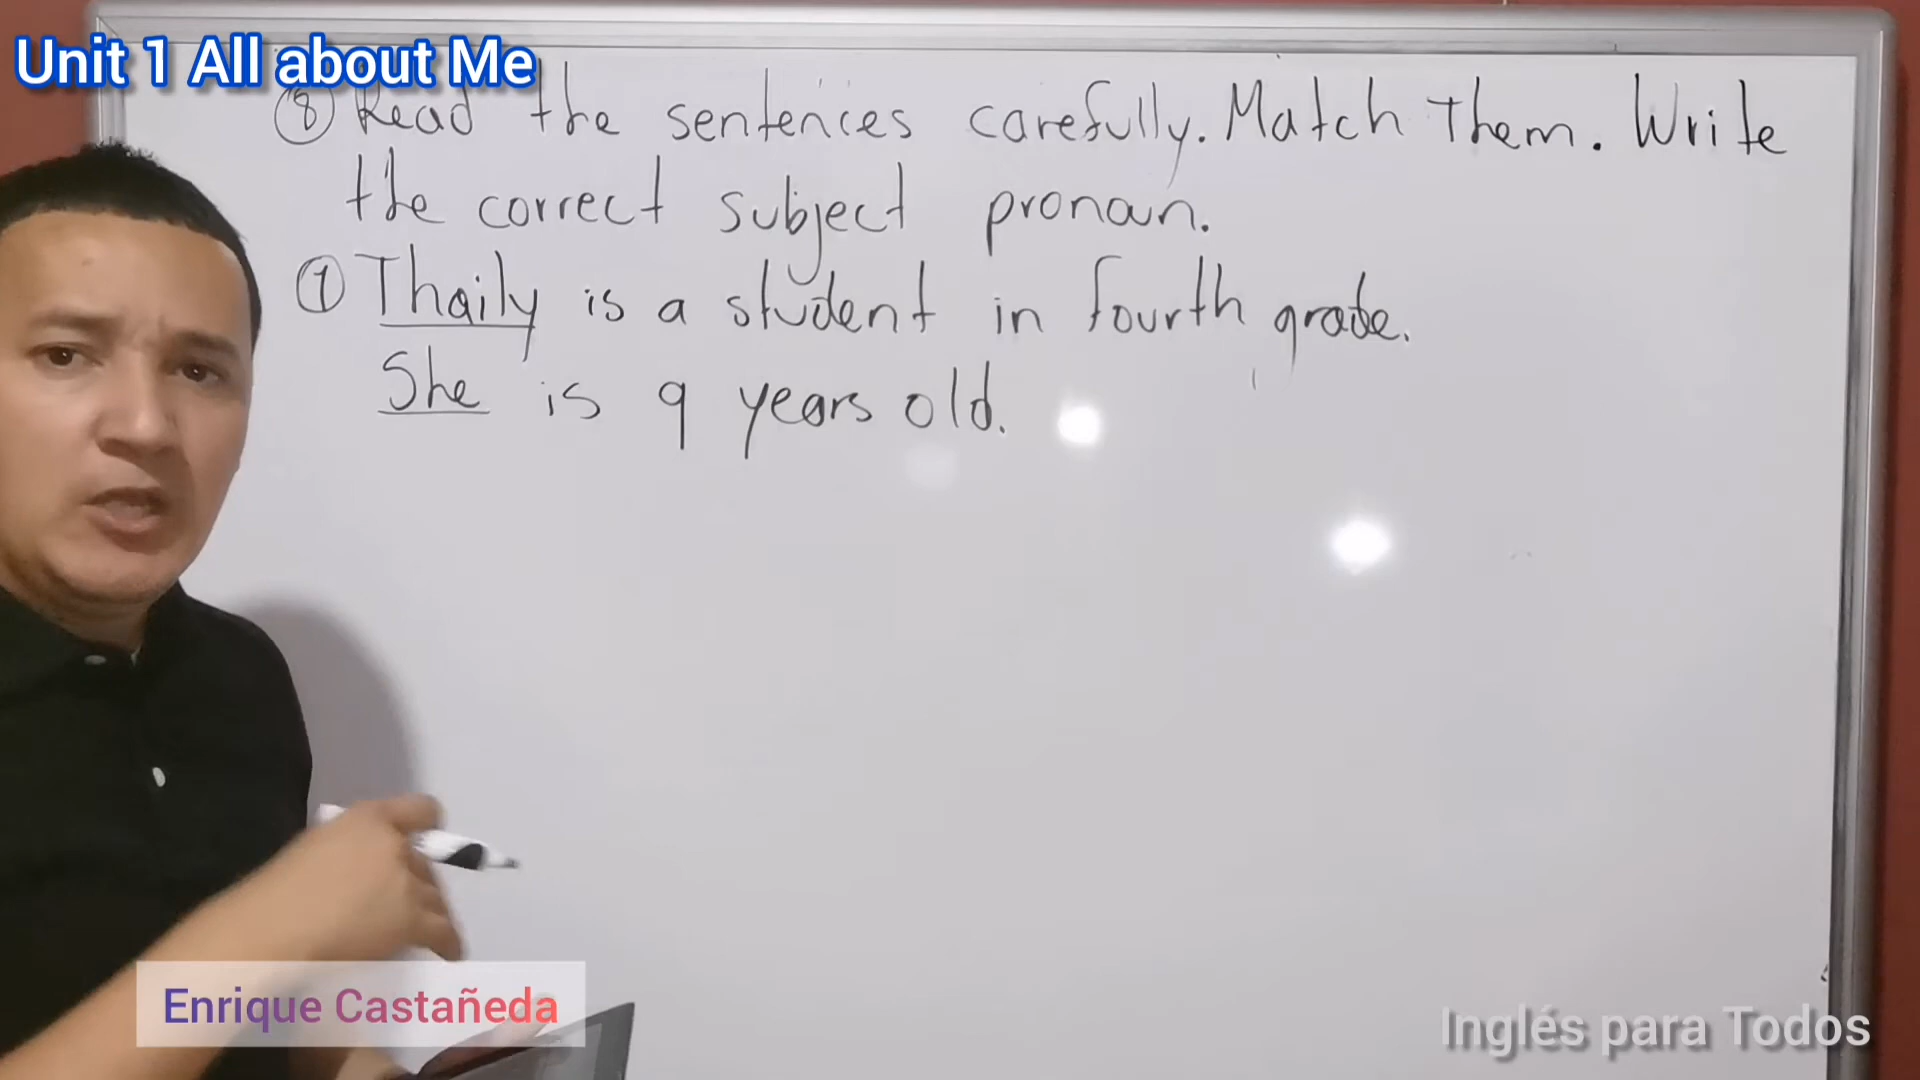 Unit 1 All about Me
⑧ Read the sentences carefully. Match them. Write
the correct subject pronoun.
① Thaily is a student in fourth grade.
She is 9 years old.
Enrique Castañeda
Inglés para Todos